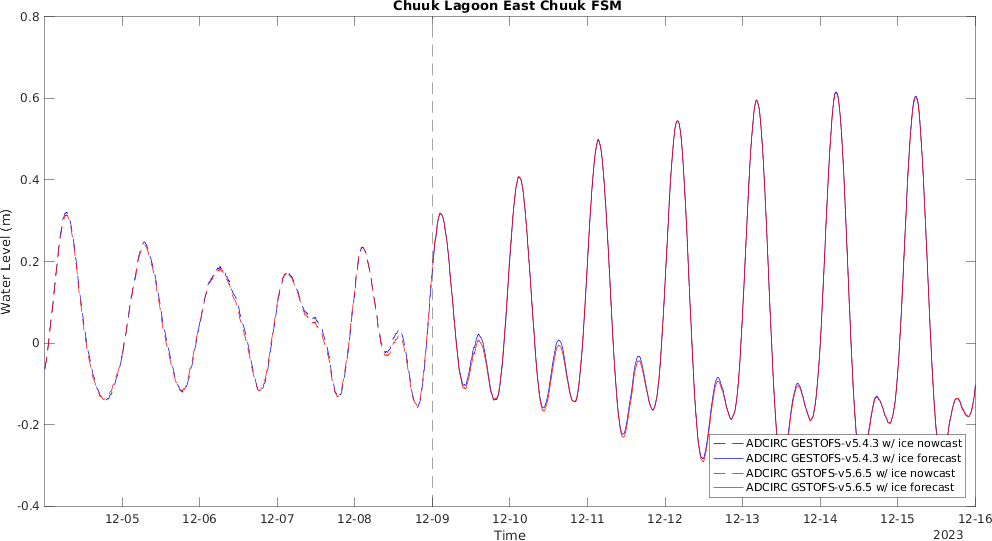 Chuuk Lagoon East Chuuk FSM
0.8
0.6
0.4
0.2
0
-0.2
-0.4
Water Level (m)
ADCIRC GESTOFS-v5.4.3 w/ ice nowcast
ADCIRC GESTOFS-v5.4.3 w/ ice forecast
ADCIRC GSTOFS-v5.6.5 w/ ice nowcast
ADCIRC GSTOFS-v5.6.5 w/ ice forecast
12-05 12-06 12-07 12-08 12-09 12-10 12-11 12-12 12-13 12-14 12-15 12-16
Time
2023